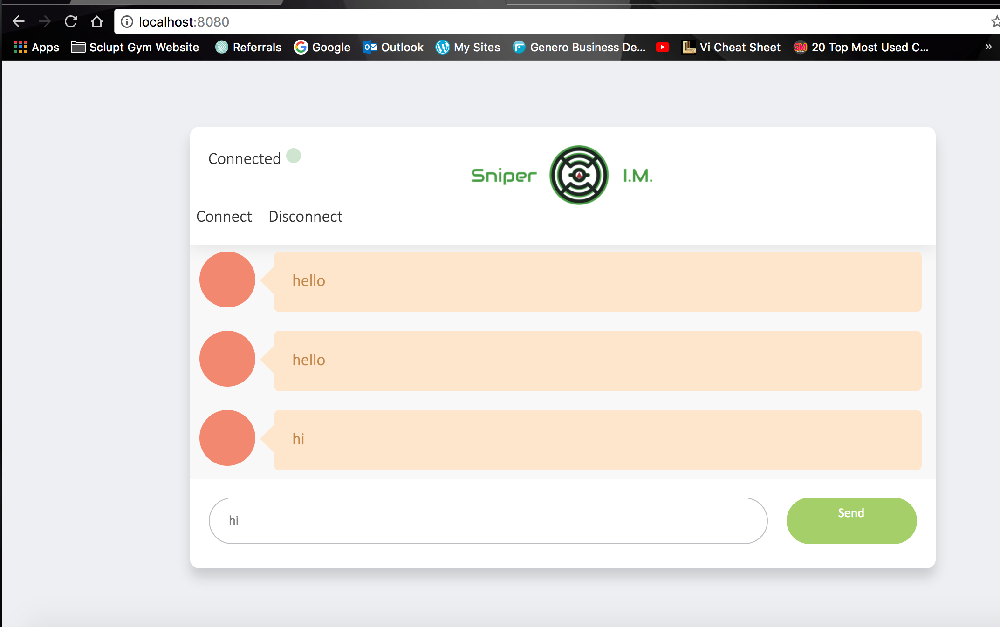 localhost:8080
Apps Sclupt Gym Website Referrals Google Outlook My Sites Genero Business De... Vi Cheat Sheet SM 20 Top Most Used C... »
Connected
Sniper I.M.
Connect Disconnect
hello
hello
hi
hi Send